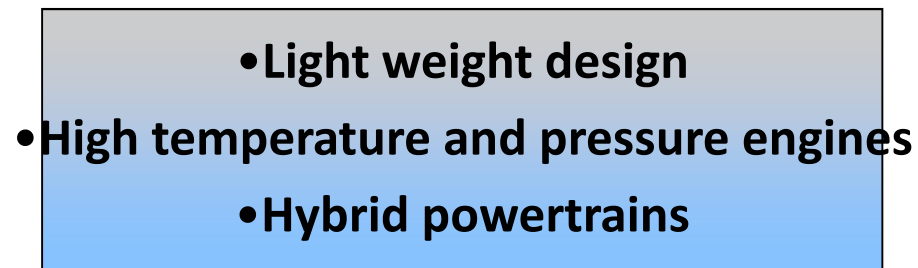 •Light weight design
•High temperature and pressure engines
•Hybrid powertrains